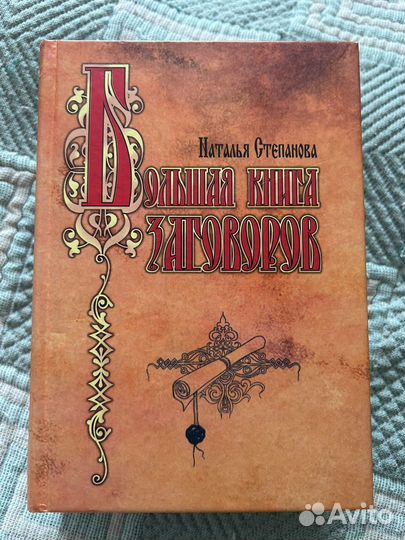 Наталья Степанова
Большая книга
заговоров
Avito